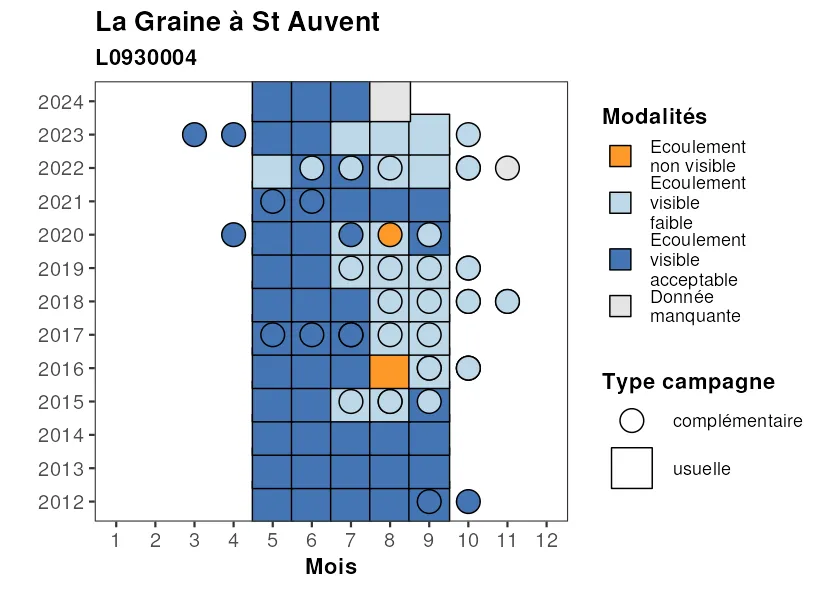 La Graine à St Auvent
L0930004
2024
2023
2022
2021
2020
2019
2018
2017
2016
2015
2014
2013
2012
1 2 3 4 5 6 7 8 9 10 11 12
Mois
Modalités
Ecoulement
non visible
Ecoulement
visible
faible
Ecoulement
visible
acceptable
Donnée
manquante
Type campagne
complémentaire
usuelle